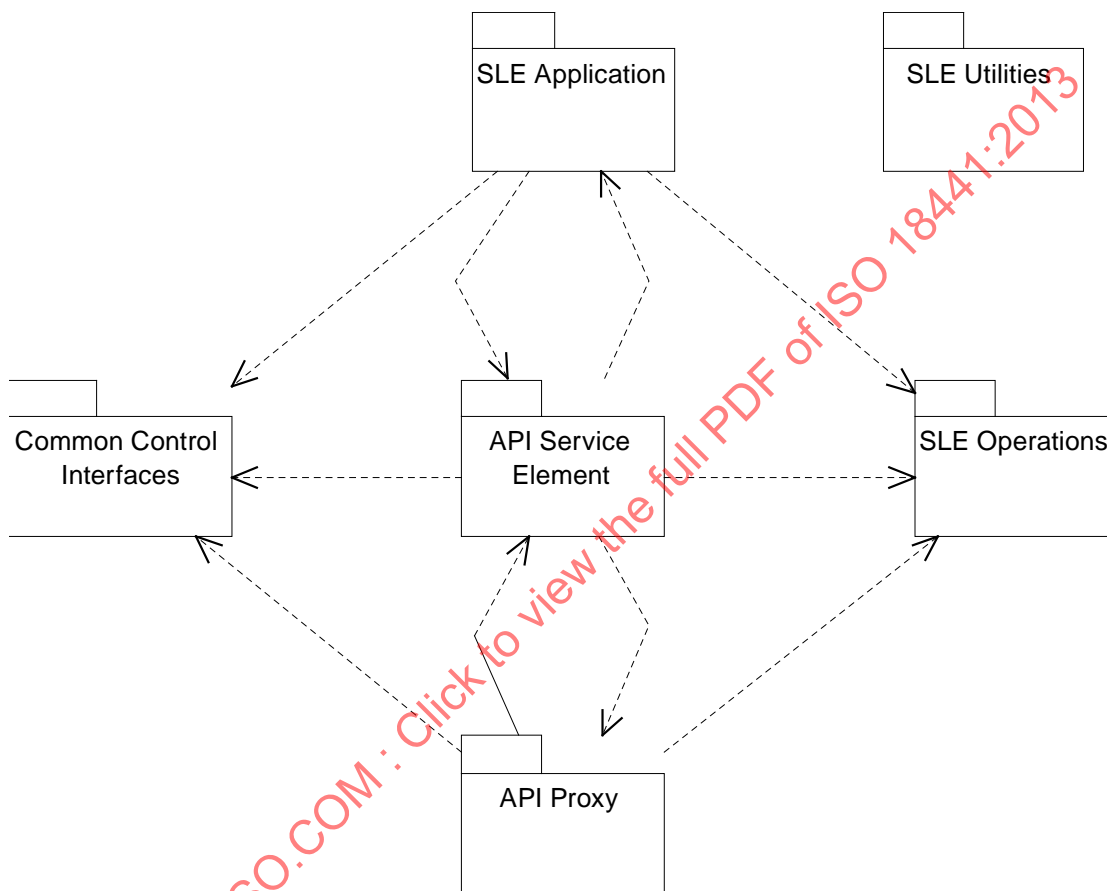 SLE Application
SLE Utilities
Common Control
Interfaces
API Service
Element
SLE Operations
API Proxy
SO.COM : Click to view the full PDF of ISO 18441:2013